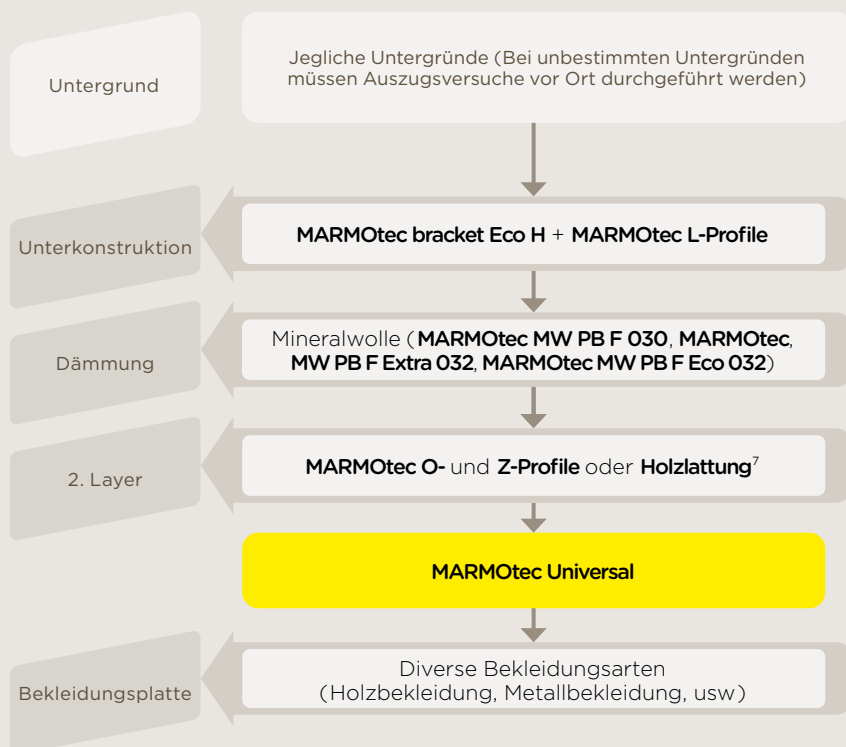 Untergrund
Jegliche Untergründe (Bei unbestimmten Untergründen
müssen Auszugsversuche vor Ort durchgeführt werden)
Unterkonstruktion
MARMOtec bracket Eco H + MARMOtec L-Profile
Dämmung
Mineralwolle (MARMOtec MW PB F 030, MARMOtec,
MW PB F Extra 032, MARMOtec MW PB F Eco 032)
2. Layer
MARMOtec O- und Z-Profile oder Holzlattung⁷
MARMOtec Universal
Bekleidungsplatte
Diverse Bekleidungsarten
(Holzbekleidung, Metallbekleidung, usw)